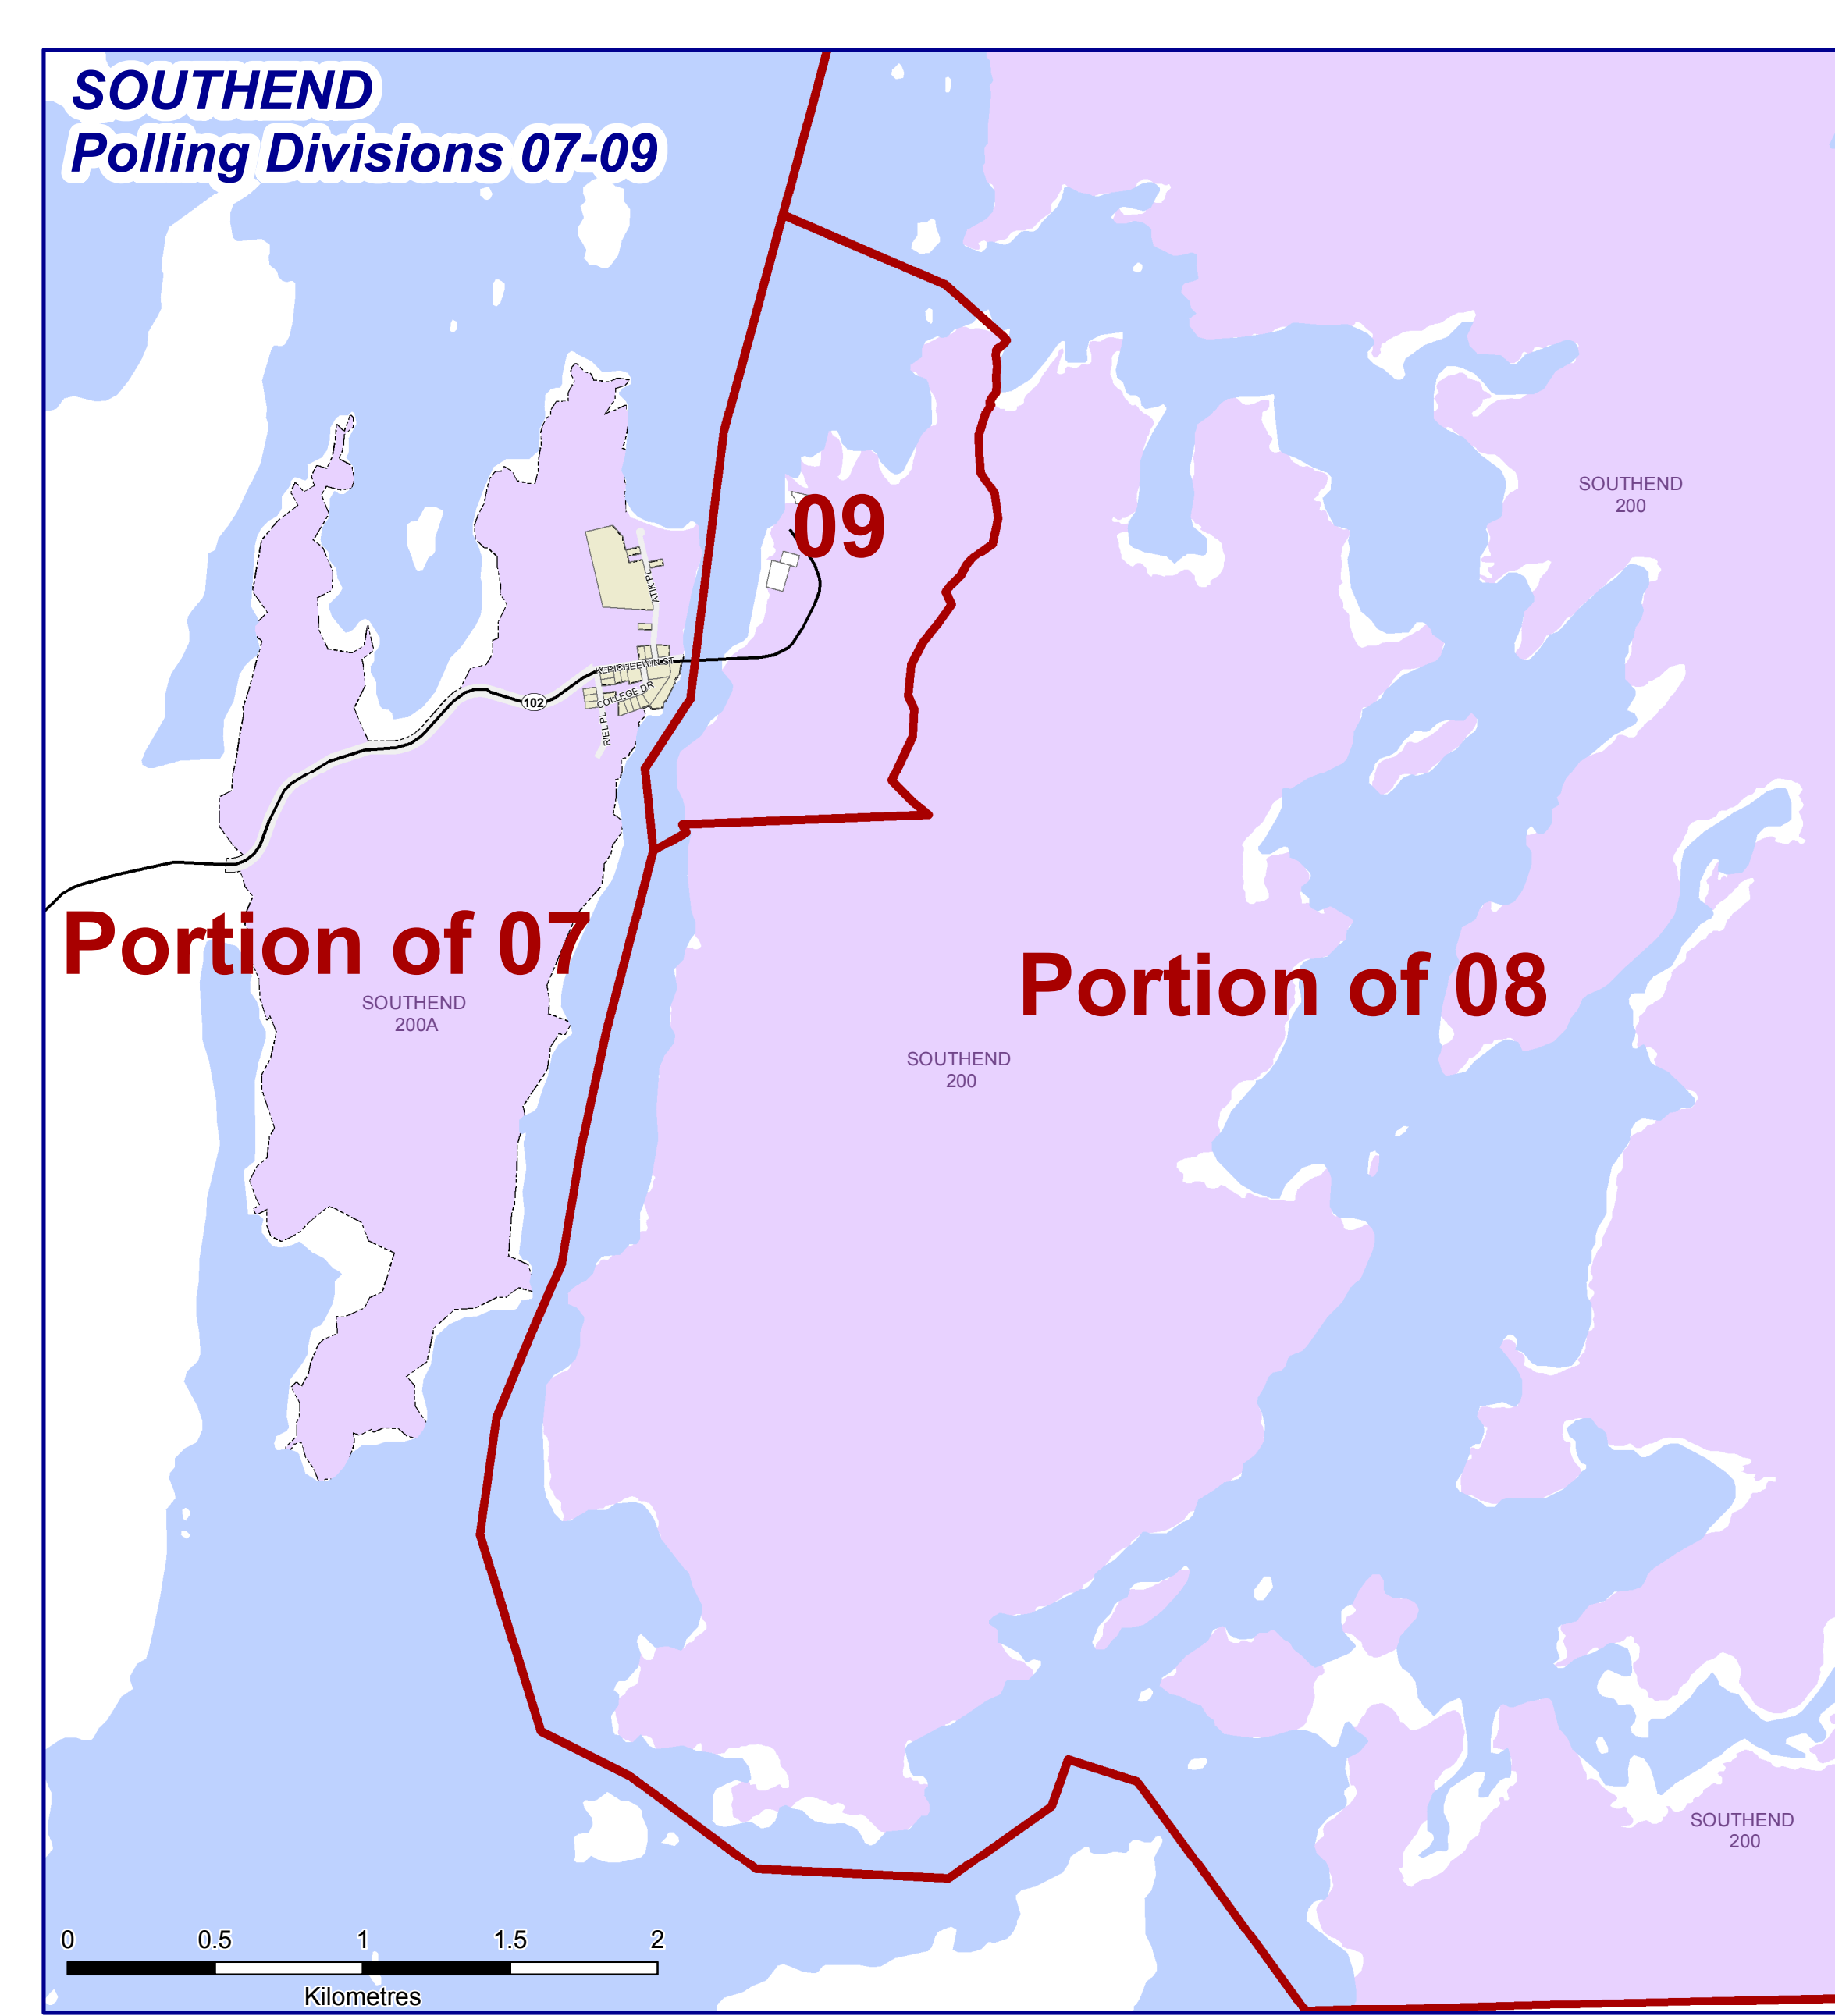 SOUTHEND
Polling Divisions 07-09
SOUTHEND
200
09
ATIK PL
KEPICHEEWIN ST
COLLEGE DR
102
RIEL PL
Portion of 07
Portion of 08
SOUTHEND
200A
SOUTHEND
200
SOUTHEND
200
0 0.5 1 1.5 2
Kilometres